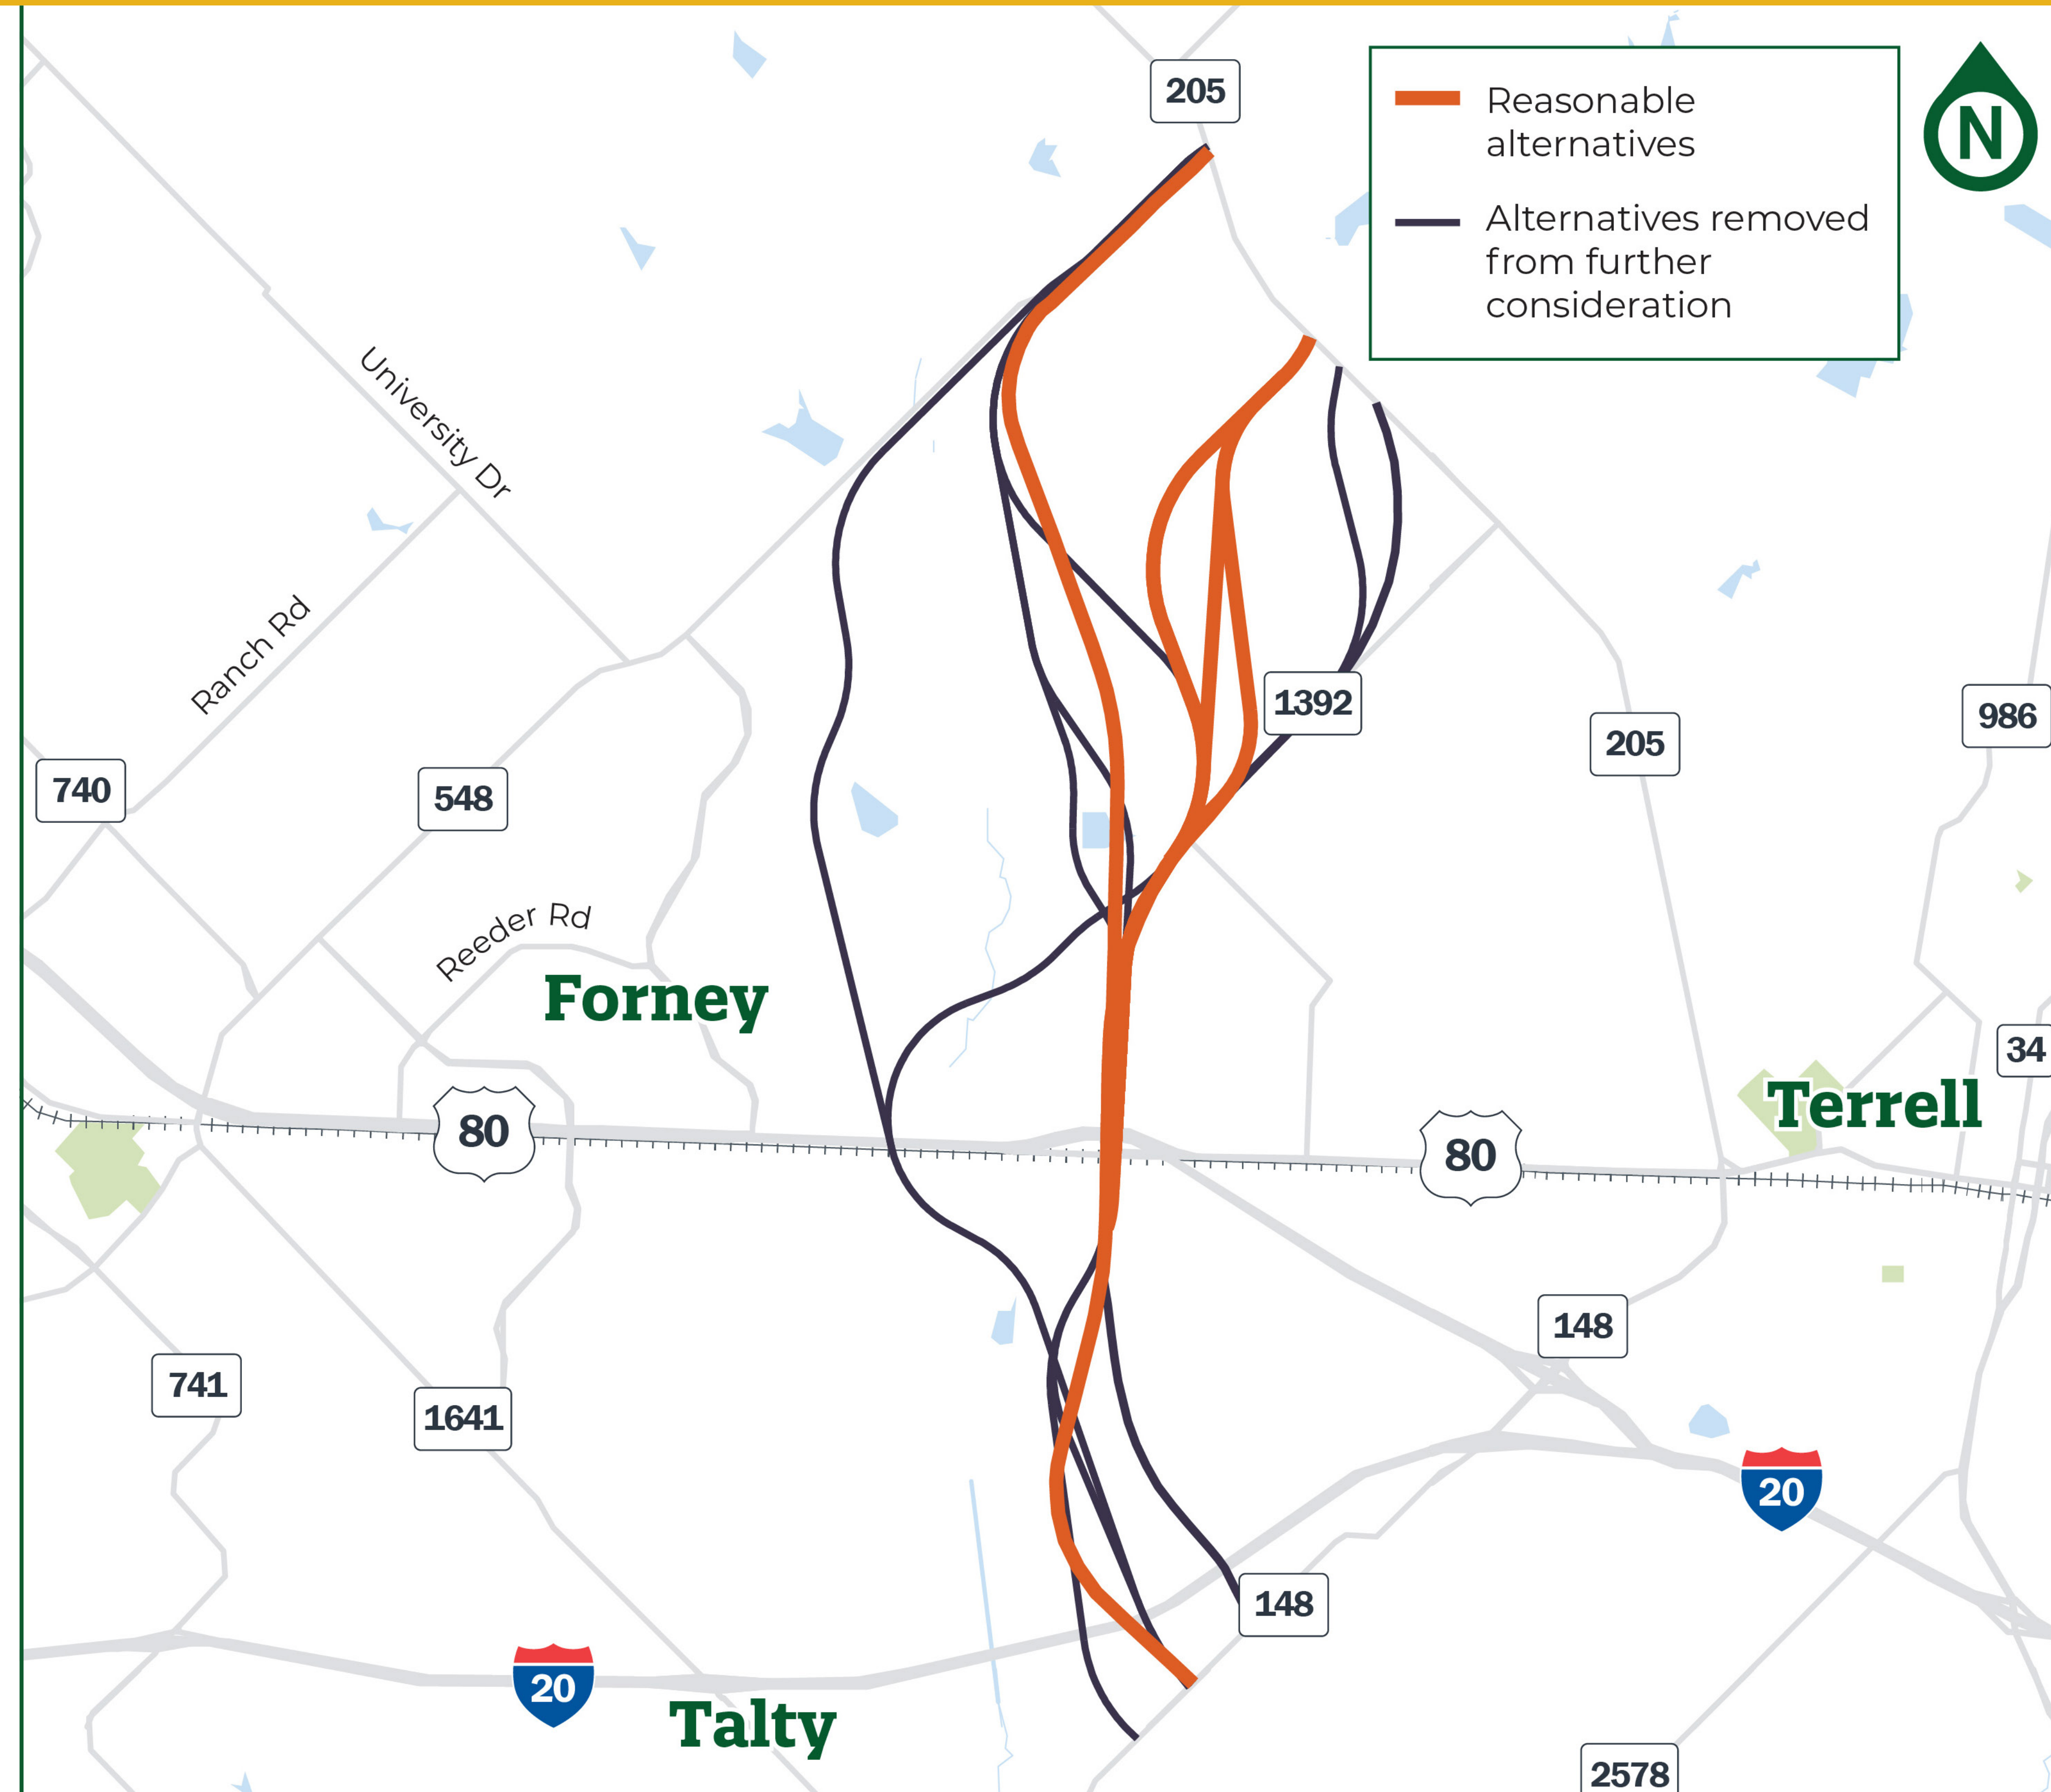 205
Reasonable
alternatives
Alternatives removed
from further
consideration
N
University Dr
Ranch Rd
1392
986
205
740
548
Reeder Rd
Forney
34
Terrell
80
80
148
741
1641
20
148
20
Talty
2578